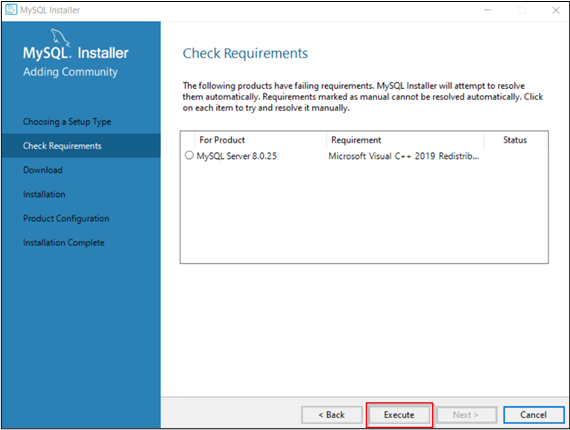 MySQL Installer
MySQL. Installer
Adding Community
Choosing a Setup Type
Check Requirements
Download
Installation
Product Configuration
Installation Complete
Check Requirements
The following products have failing requirements. MySQL Installer will attempt to resolve
them automatically. Requirements marked as manual cannot be resolved automatically. Click
on each item to try and resolve it manually.
For Product Requirement Status
MySQL Server 8.0.25 Microsoft Visual C++ 2019 Redistrib...
< Back Execute Next > Cancel